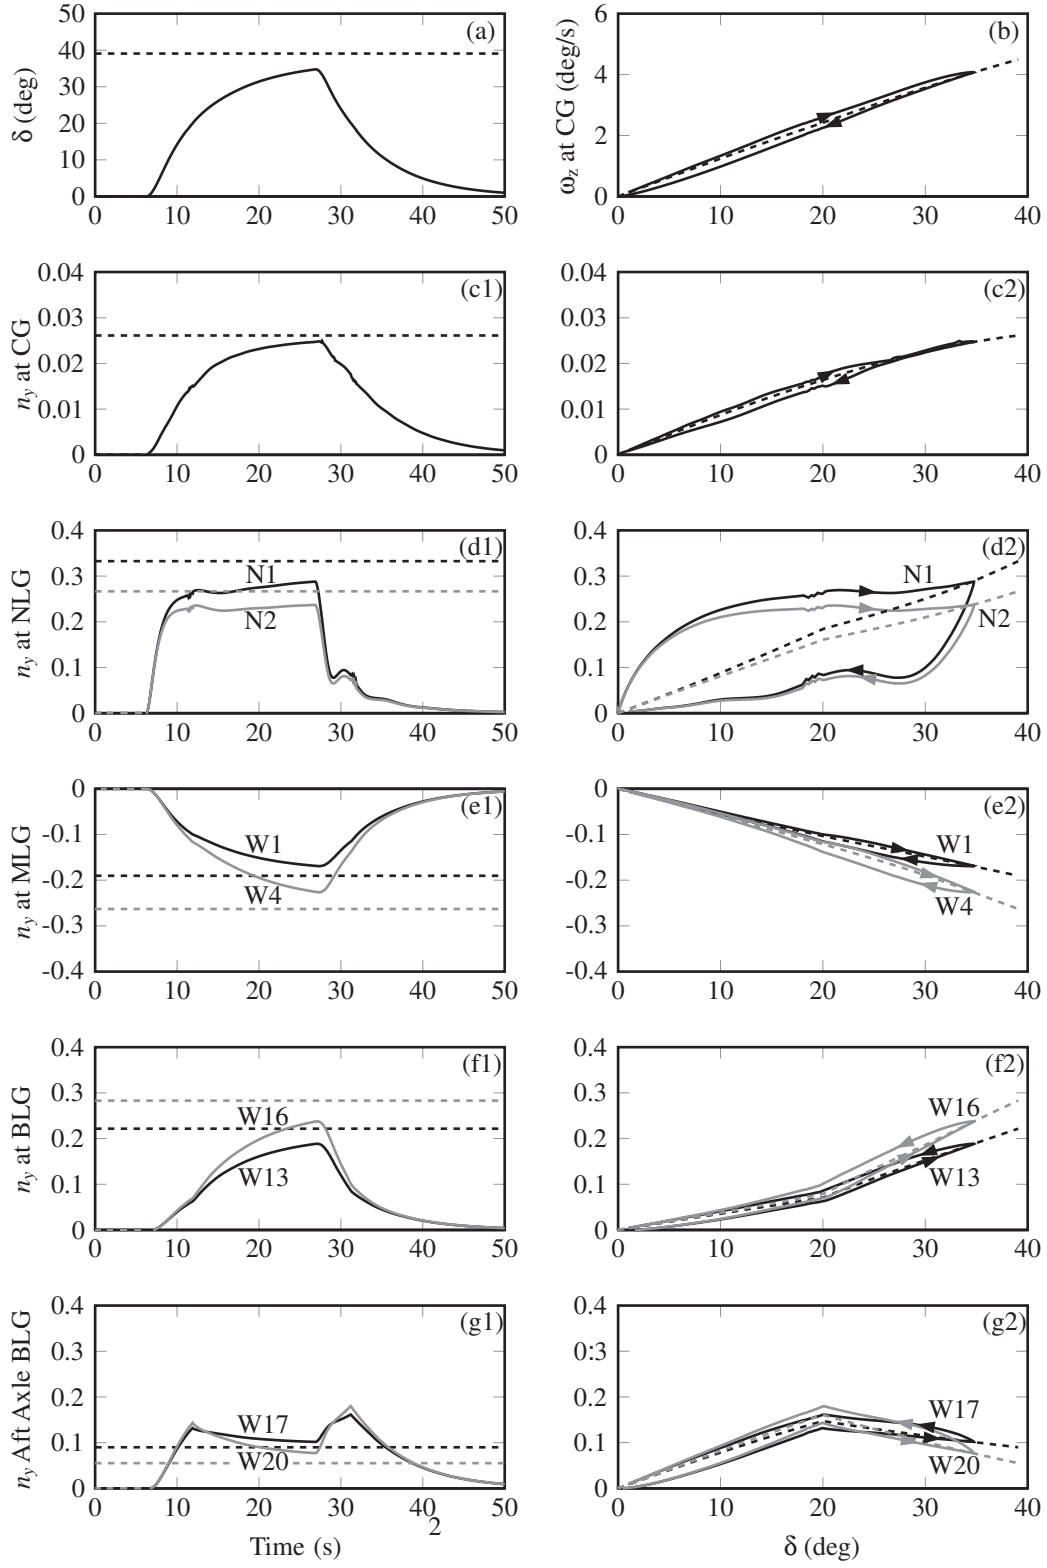 50
40
30
20
10
0
δ (deg)
(a)
0 10 20 30 40 50
6
4
2
0
ω_z at CG (deg/s)
(b)
0 10 20 30 40
0.04
0.03
0.02
0.01
0
n_y at CG
(c1)
0 10 20 30 40 50
0.04
0.03
0.02
0.01
0
n_y at CG
(c2)
0 10 20 30 40
0.4
0.3
0.2
0.1
0
n_y at NLG
(d1)
N1
N2
0 10 20 30 40 50
0.4
0.3
0.2
0.1
0
(d2)
N1
N2
0 10 20 30 40
0
-0.1
-0.2
-0.3
-0.4
n_y at MLG
(e1)
W1
W4
0 10 20 30 40 50
0
-0.1
-0.2
-0.3
-0.4
(e2)
W1
W4
0 10 20 30 40
0.4
0.3
0.2
0.1
0
n_y at BLG
(f1)
W16
W13
0 10 20 30 40 50
0.4
0.3
0.2
0.1
0
(f2)
W16
W13
0 10 20 30 40
0.4
0.3
0.2
0.1
0
n_y Aft Axle BLG
(g1)
W17
W20
0 10 20 30 40 50
2
Time (s)
0.4
0:3
0.2
0.1
0
(g2)
W17
W20
0 10 20 30 40
δ (deg)